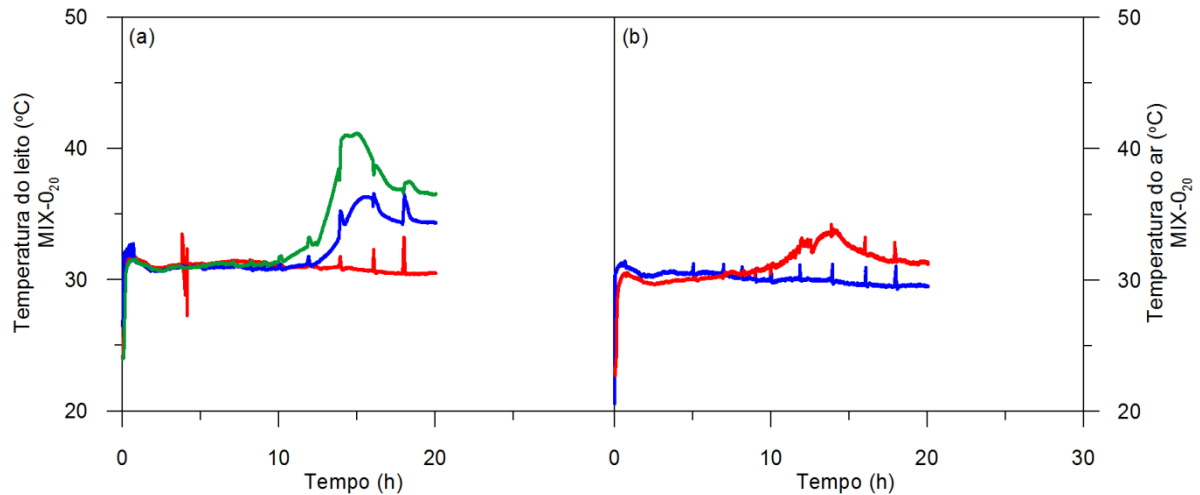 50
(a)
(b)
50
40
40
30
30
20
20
Temperatura do leito (ºC)
MIX-O₂₀
Temperatura do ar (ºC)
MIX-O₂₀
0
10
20
0
10
20
30
Tempo (h)
Tempo (h)